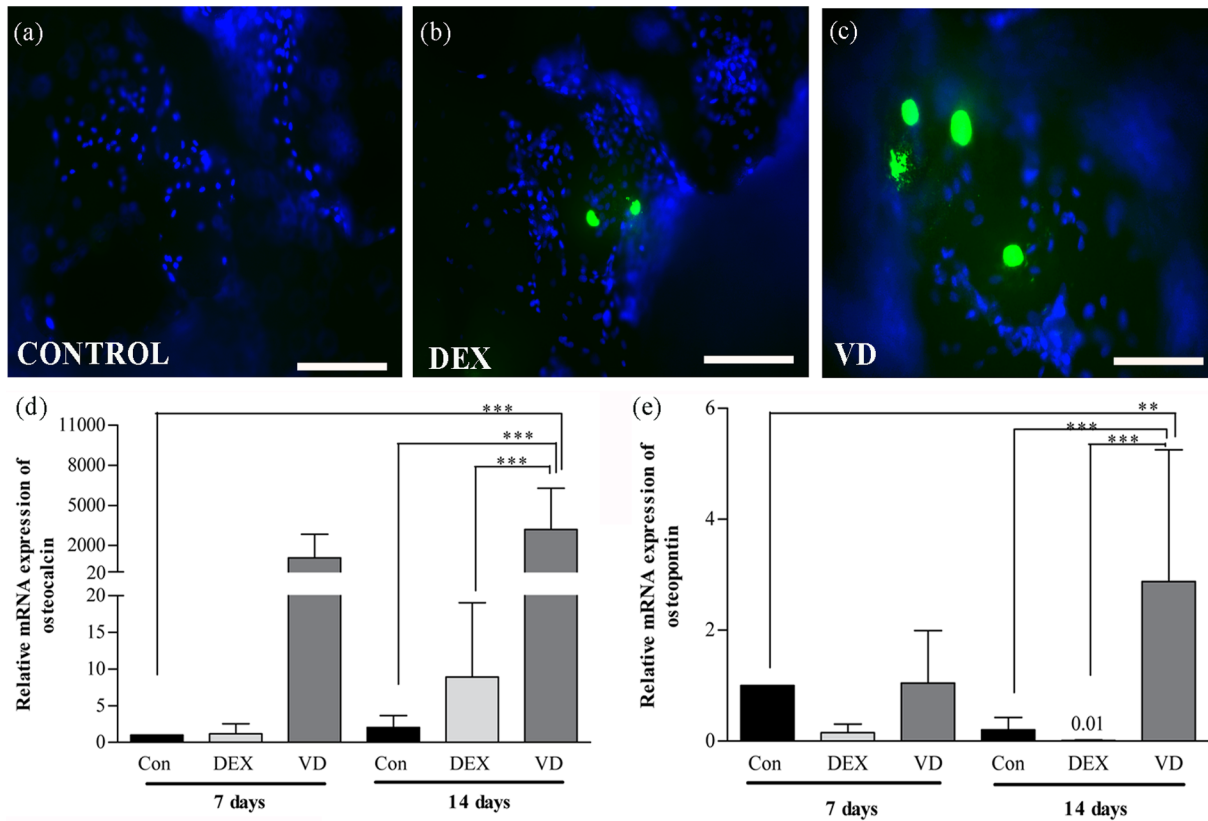 (a)
CONTROL
(b)
DEX
(c)
VD
(d)
Relative mRNA expression of
osteocalcin
11000
8000
5000
2000
20
20
15
10
5
0
***
***
***
Con DEX VD Con DEX VD
7 days 14 days
(e)
Relative mRNA expression of
osteopontin
6
4
2
0
**
***
***
0.01
Con DEX VD Con DEX VD
7 days 14 days